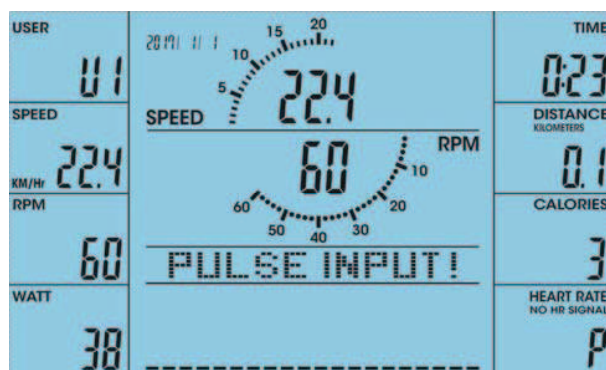 USER
U1
SPEED
KM/Hr 22.4
RPM
60
WATT
38
2017/ 1/ 1
5 10 15 20
SPEED 22.4
RPM
60
10
20
30
40
50
60
PULSE INPUT!
TIME
0:23
DISTANCE
KILOMETERS
0.1
CALORIES
3
HEART RATE
NO HR SIGNAL
P